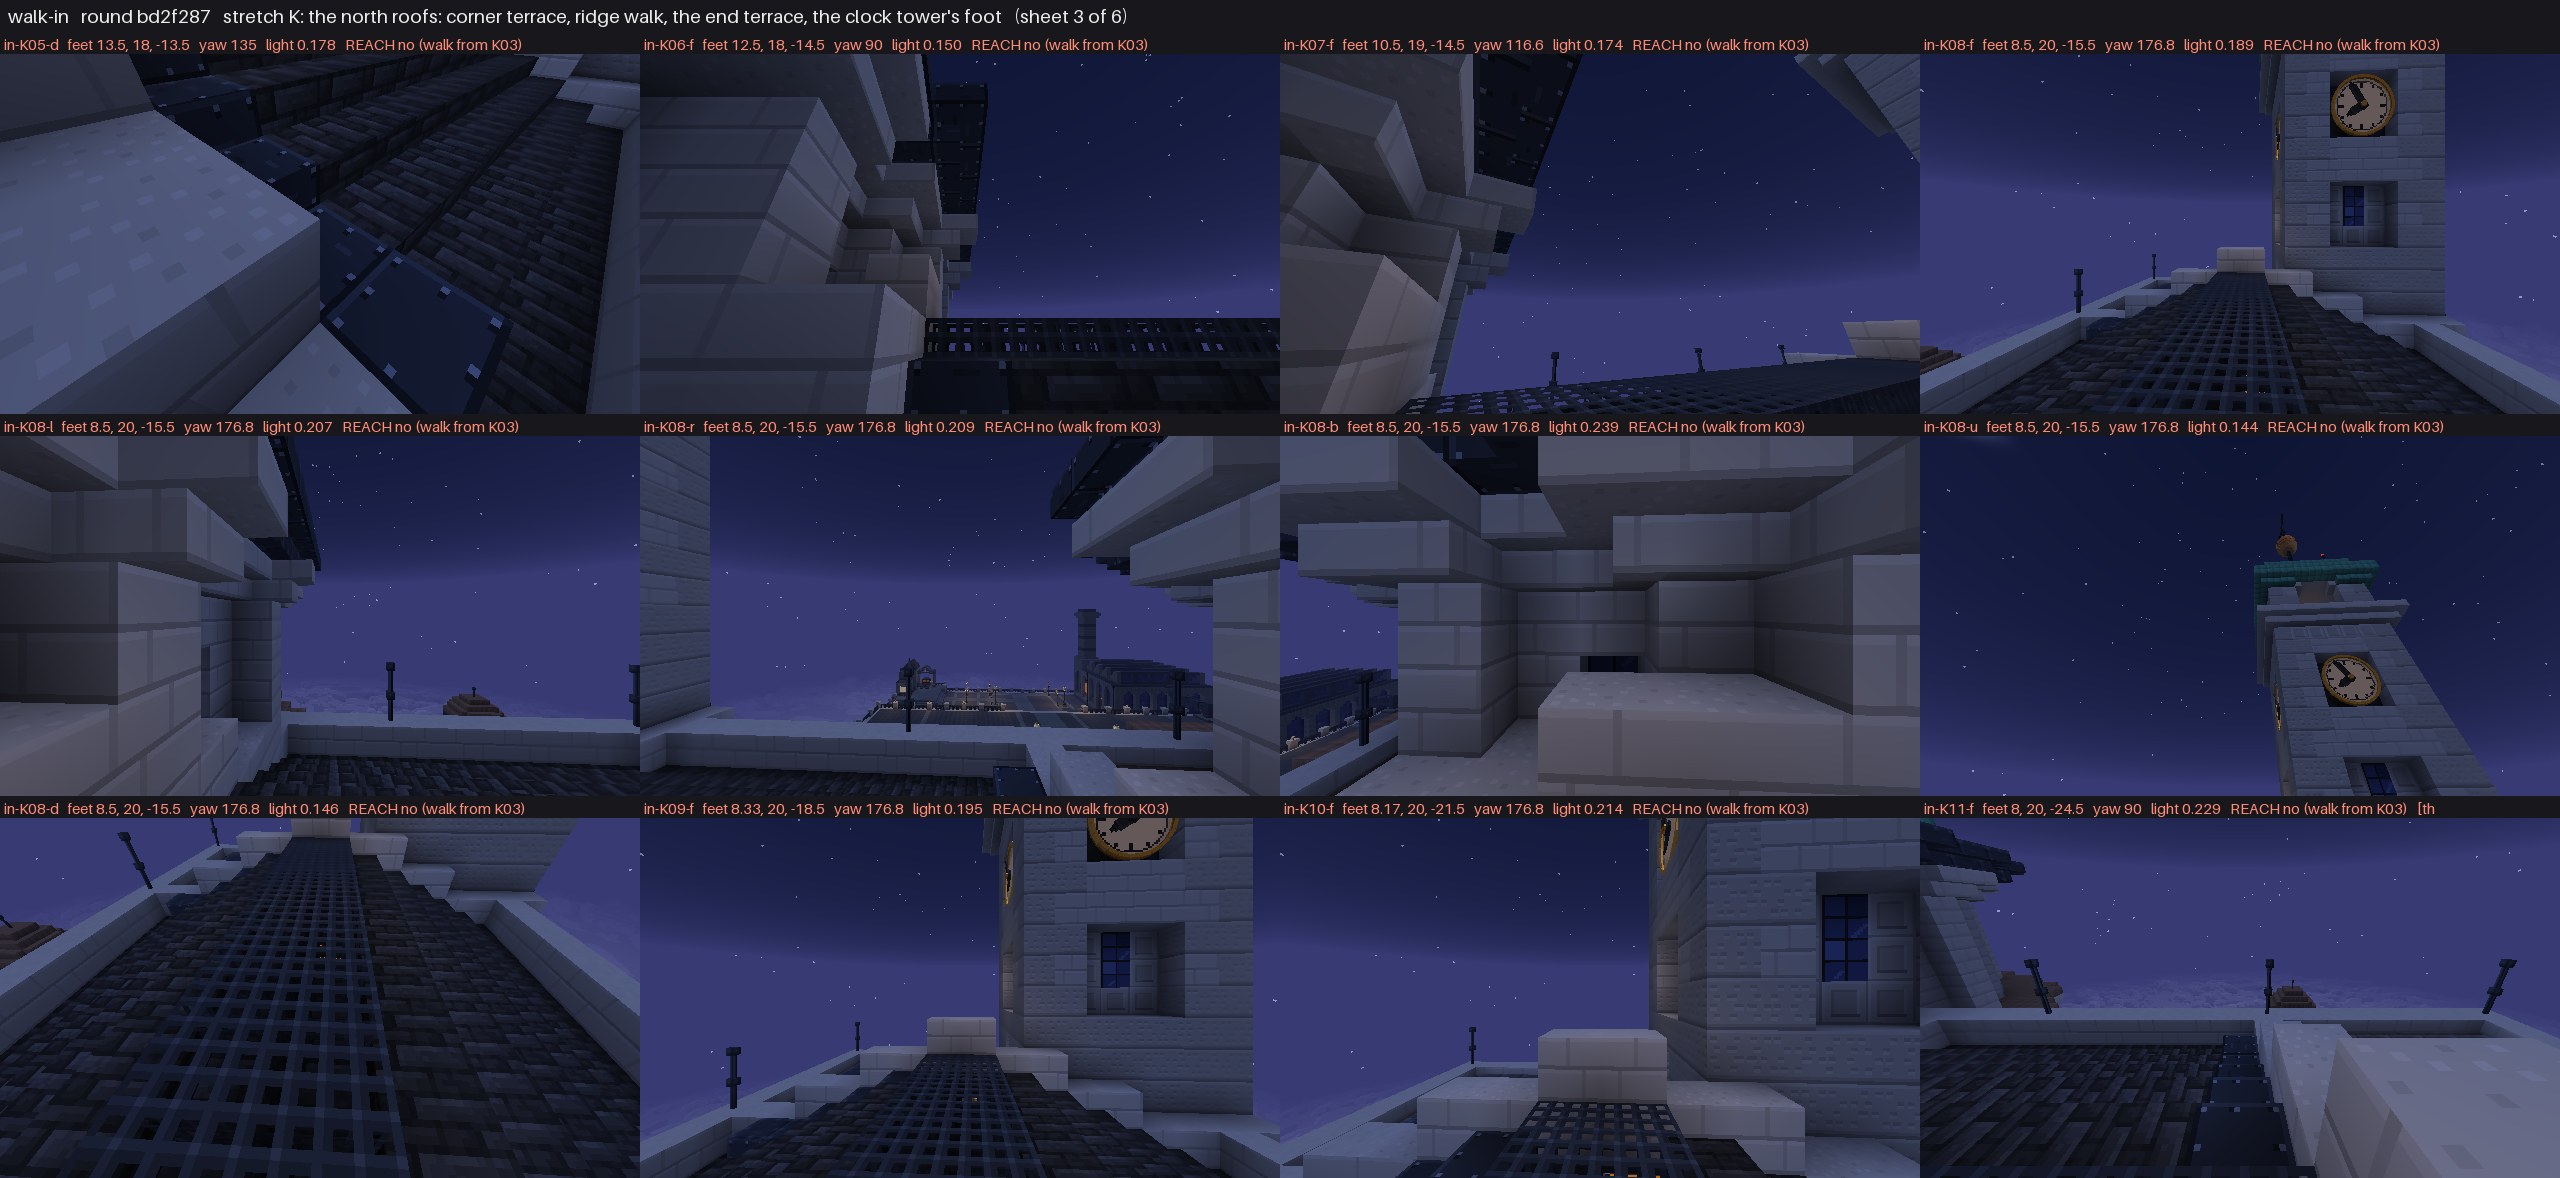 walk-in   round bd2f287   stretch K: the north roofs: corner terrace, ridge walk, the end terrace, the clock tower's foot   (sheet 3 of 6)
in-K05-d   feet 13.5, 18, -13.5   yaw 135   light 0.178   REACH no (walk from K03)
in-K06-f   feet 12.5, 18, -14.5   yaw 90   light 0.150   REACH no (walk from K03)
in-K07-f   feet 10.5, 19, -14.5   yaw 116.6   light 0.174   REACH no (walk from K03)
in-K08-f   feet 8.5, 20, -15.5   yaw 176.8   light 0.189   REACH no (walk from K03)
in-K08-l   feet 8.5, 20, -15.5   yaw 176.8   light 0.207   REACH no (walk from K03)
in-K08-r   feet 8.5, 20, -15.5   yaw 176.8   light 0.209   REACH no (walk from K03)
in-K08-b   feet 8.5, 20, -15.5   yaw 176.8   light 0.239   REACH no (walk from K03)
in-K08-u   feet 8.5, 20, -15.5   yaw 176.8   light 0.144   REACH no (walk from K03)
in-K08-d   feet 8.5, 20, -15.5   yaw 176.8   light 0.146   REACH no (walk from K03)
in-K09-f   feet 8.33, 20, -18.5   yaw 176.8   light 0.195   REACH no (walk from K03)
in-K10-f   feet 8.17, 20, -21.5   yaw 176.8   light 0.214   REACH no (walk from K03)
in-K11-f   feet 8, 20, -24.5   yaw 90   light 0.229   REACH no (walk from K03)   [th